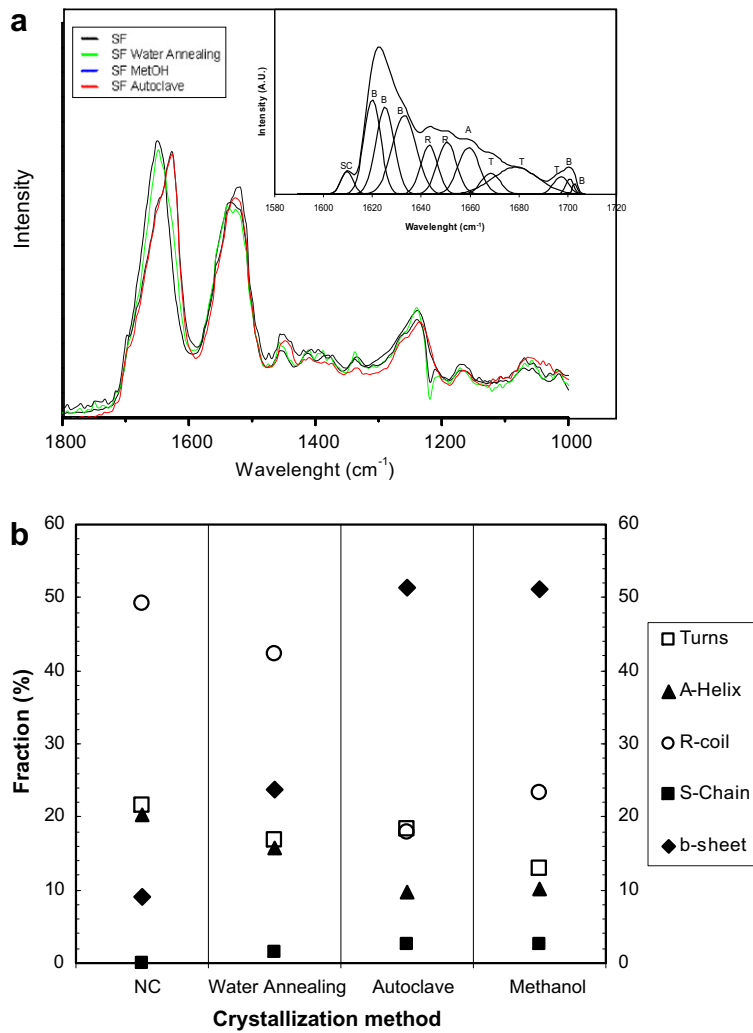 a
SF
SF Water Annealing
SF MetOH
SF Autoclave
Intensity
1800 1600 1400 1200 1000
Wavelenght (cm-1)
Intensity (A.U.)
SC B B B R R A T T T B B
1580 1600 1620 1640 1660 1680 1700 1720
Wavelenght (cm-1)
b
60 60
50 50
40 40
30 30
20 20
10 10
0 0
Fraction (%)
NC Water Annealing Autoclave Methanol
Crystallization method
Turns
A-Helix
R-coil
S-Chain
b-sheet